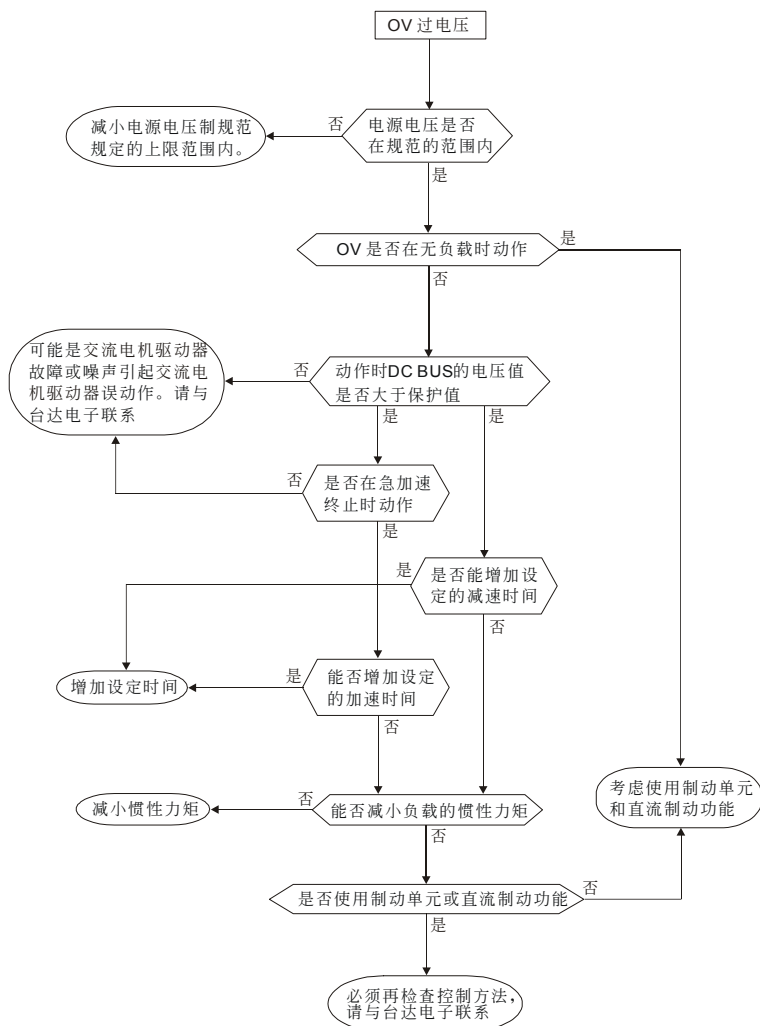 OV 过电压
否
减小电源电压制规范
规定的上限范围内。
电源电压是否
在规范的范围内
是
OV 是否在无负载时动作
是
否
可能是交流电机驱动器
故障或噪声引起交流电
机驱动器误动作。请与
台达电子联系
否
动作时DC BUS的电压值
是否大于保护值
是
是
否
是否在急加速
终止时动作
是
是
是否能增加设
定的减速时间
否
增加设定时间
是
能否增加设定
的加速时间
否
考虑使用制动单元
和直流制动功能
减小惯性力矩
否
能否减小负载的惯性力矩
否
是否使用制动单元或直流制动功能
否
是
必须再检查控制方法,
请与台达电子联系